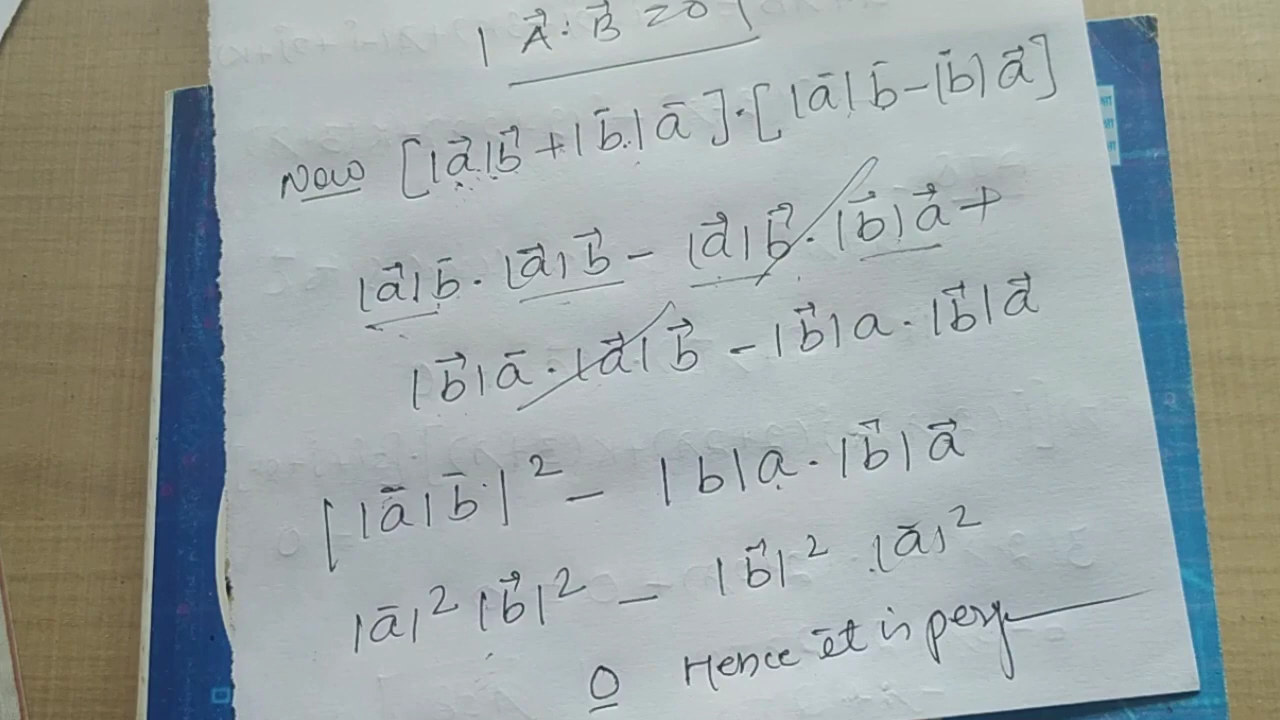 | A⃗ · B⃗ = 0 |
Now [|a⃗|b⃗ + |b̄|ā] · [|ā|b̄ - |b̄|a⃗]
|a⃗|b̄ · |a⃗|b⃗ - |a⃗|b⃗ · |b⃗|a⃗ +
|b⃗|ā · |a⃗|b⃗ - |b⃗|a · |b⃗|a⃗
[|ā|b̄]² - |b|a · |b⃗|a⃗
|ā|² |b⃗|² - |b⃗|² · |ā|²
0 Hence it is perp